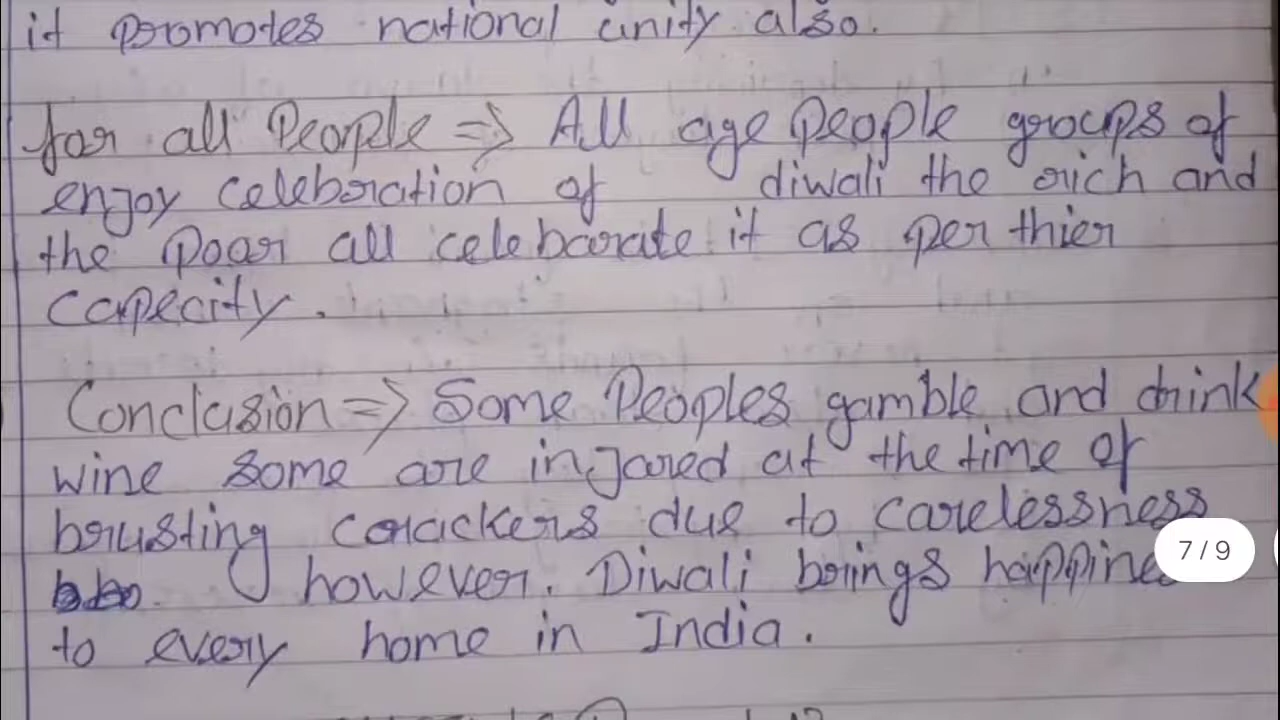 it promotes national unity also.
for all People => All age people groups of
enjoy celebration of diwali the rich and
the poor all celebrate it as per thier
capecity.
Conclusion => Some Peoples gamble and drink
wine some are injured at the time of
brusting crackers due to carelessness
however. Diwali brings happines
to every home in India.
7/9